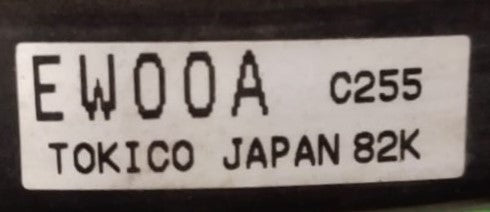 EW00A C255
TOKICO JAPAN 82K